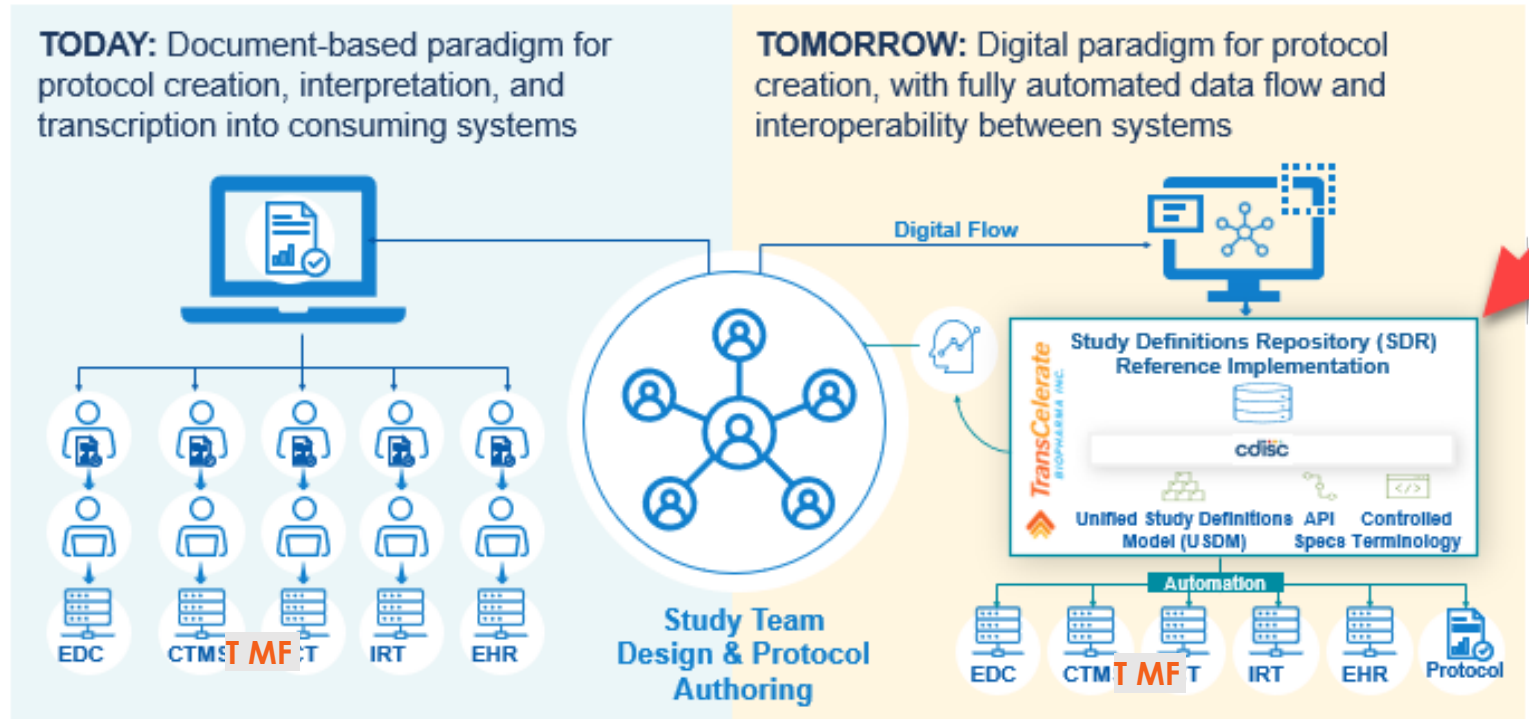 TODAY: Document-based paradigm for
protocol creation, interpretation, and
transcription into consuming systems
TOMORROW: Digital paradigm for protocol
creation, with fully automated data flow and
interoperability between systems
Digital Flow
Study Definitions Repository (SDR)
Reference Implementation
TransCelerate
BIOPHARMA INC.
cdisc
</>
Unified Study Definitions
Model (USDM)
API
Specs
Controlled
Terminology
Automation
Study Team
Design & Protocol
Authoring
EDC
CTMS
T MF
CT
IRT
EHR
EDC
CTM
T MF
T
IRT
EHR
Protocol